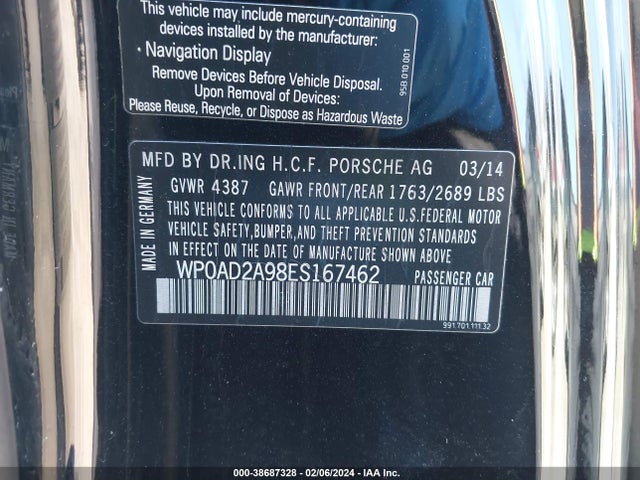 This vehicle may include mercury-containing
devices installed by the manufacturer:
· Navigation Display
Remove Devices Before Vehicle Disposal.
Upon Removal of Devices:
Please Reuse, Recycle, or Dispose as Hazardous Waste
95B 010 001
MFD BY DR.ING H.C.F. PORSCHE AG 03/14
GVWR 4387 GAWR FRONT/REAR 1763/2689 LBS
THIS VEHICLE CONFORMS TO ALL APPLICABLE U.S.FEDERAL MOTOR
VEHICLE SAFETY,BUMPER,AND THEFT PREVENTION STANDARDS
IN EFFECT ON THE DATE OF MANUFACTURE SHOWN ABOVE
WP0AD2A98ES167462 PASSENGER CAR
MADE IN GERMANY
991.701.111.32
000-38687328 - 02/06/2024 - IAA Inc.